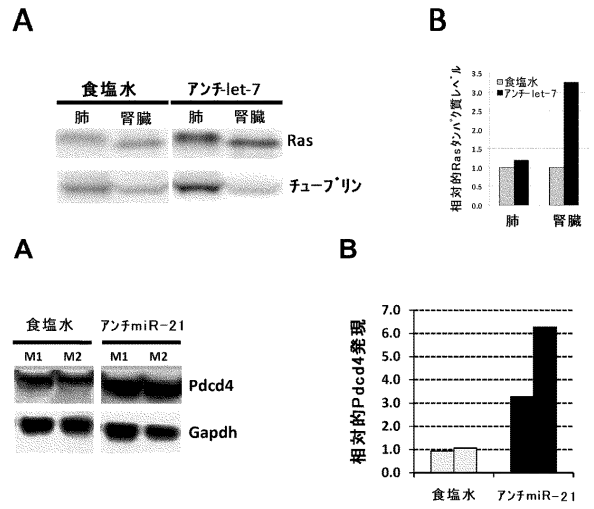 A
食塩水 アンチlet-7
肺 腎臓 肺 腎臓
Ras
チューブリン
B
相対的Rasタンパク質レベル
3.5
3.0
2.5
2.0
1.5
1.0
0.5
0.0
食塩水
アンチ-let-7
肺 腎臓
A
食塩水 アンチmiR-21
M1 M2 M1 M2
Pdcd4
Gapdh
B
相対的Pdcd4発現
7.0
6.0
5.0
4.0
3.0
2.0
1.0
0.0
食塩水 アンチmiR-21